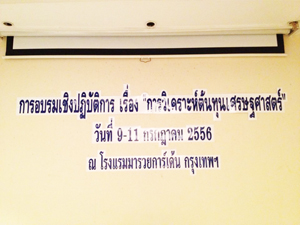 การอบรมเชิงปฏิบัติการ เรื่อง "การวิเคราะห์ต้นทุนเศรษฐศาสตร์"
วันที่ 9-11 กรกฎาคม 2556
ณ โรงแรมมารวยการ์เด้น กรุงเทพฯ